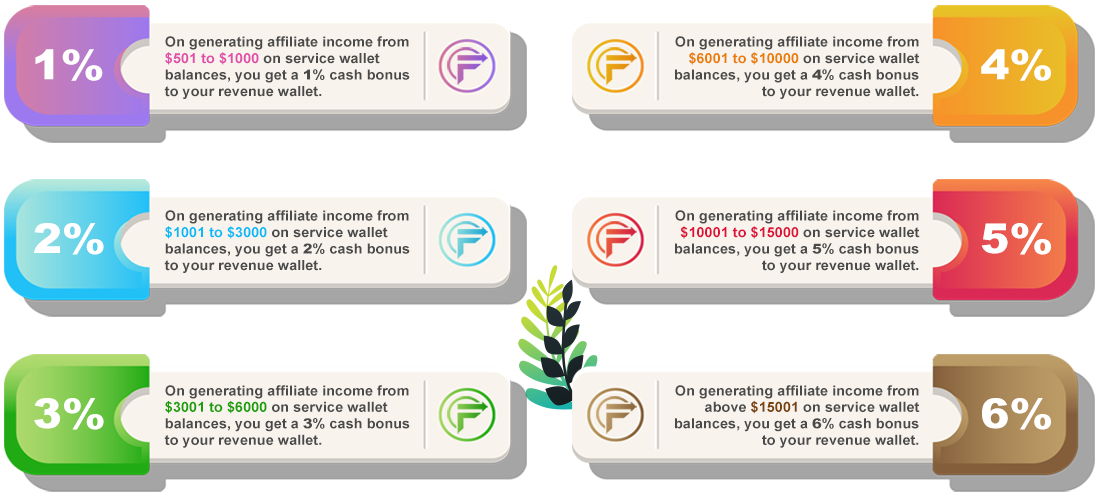 1%
On generating affiliate income from
$501 to $1000 on service wallet
balances, you get a 1% cash bonus
to your revenue wallet.
2%
On generating affiliate income from
$1001 to $3000 on service wallet
balances, you get a 2% cash bonus
to your revenue wallet.
3%
On generating affiliate income from
$3001 to $6000 on service wallet
balances, you get a 3% cash bonus
to your revenue wallet.
On generating affiliate income from
$6001 to $10000 on service wallet
balances, you get a 4% cash bonus
to your revenue wallet.
4%
On generating affiliate income from
$10001 to $15000 on service wallet
balances, you get a 5% cash bonus
to your revenue wallet.
5%
On generating affiliate income from
above $15001 on service wallet
balances, you get a 6% cash bonus
to your revenue wallet.
6%